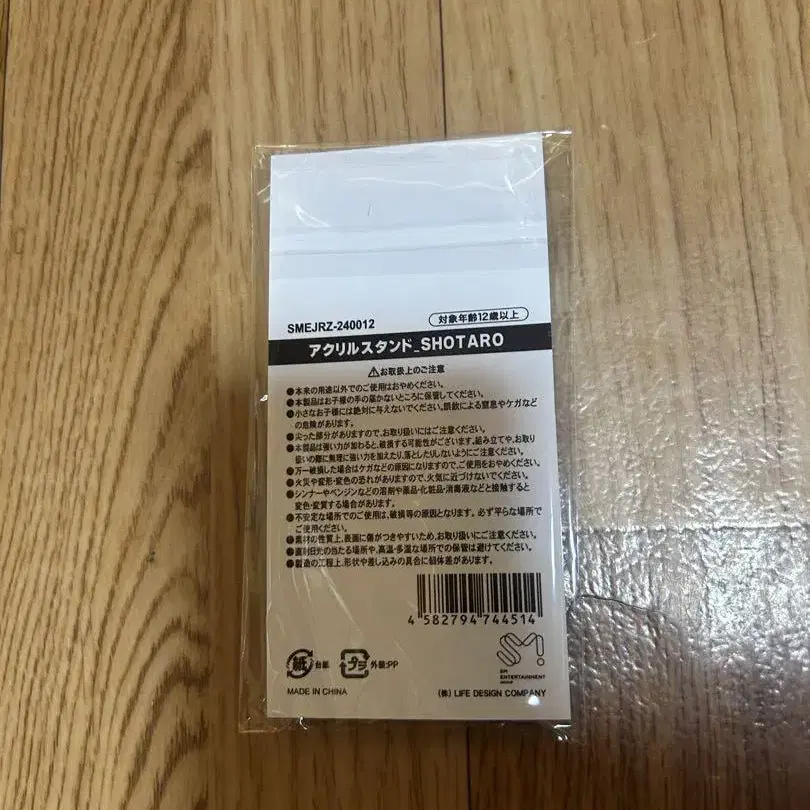 SMEJRZ-240012
対象年齢12歳以上
アクリルスタンド_SHOTARO
⚠お取扱上のご注意
●本来の用途以外でのご使用はおやめください。
●本製品はお子様の手の届かないところに保管してください。
●小さなお子様には絶対に与えないでください。誤飲による窒息やケガなど
の危険があります。
●尖った部分がありますので、お取り扱いにはご注意ください。
●本製品は強い力が加わると、破損する可能性がございます。組み立てや、お取り
扱いの際に無理に強い力を加えたり、落としたりしないようにご注意ください。
●万一破損した場合はケガなどの原因になりますので、ご使用をおやめください。
●火災や変形・変色の恐れがありますので、火気に近づけないでください。
●シンナーやベンジンなどの溶剤や薬品・化粧品・消毒液などと接触すると
変色・変質する場合があります。
●不安定な場所でのご使用は、破損等の原因となります。必ず平らな場所で
ご使用ください。
●素材の性質上、表面に傷がつきやすいため、お取り扱いにご注意ください。
●直射日光の当たる場所や、高温・多湿な場所での保管は避けてください。
●製造の工程上、形状や差し込みの具合に個体差があります。
4 582794 744514
紙 台紙 プラ 外装:PP
SM
SM
ENTERTAINMENT
GROUP
MADE IN CHINA
(株) LIFE DESIGN COMPANY